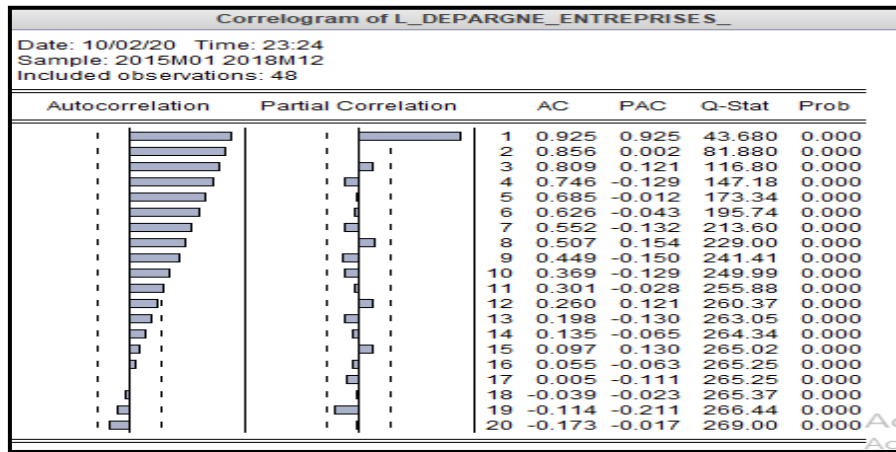 Correlogram of L_DEPARGNE_ENTREPRISES_
Date: 10/02/20 Time: 23:24
Sample: 2015M01 2018M12
Included observations: 48
Autocorrelation Partial Correlation AC PAC Q-Stat Prob
1 0.925 0.925 43.680 0.000
2 0.856 0.002 81.880 0.000
3 0.809 0.121 116.80 0.000
4 0.746 -0.129 147.18 0.000
5 0.685 -0.012 173.34 0.000
6 0.626 -0.043 195.74 0.000
7 0.552 -0.132 213.60 0.000
8 0.507 0.154 229.00 0.000
9 0.449 -0.150 241.41 0.000
10 0.369 -0.129 249.99 0.000
11 0.301 -0.028 255.88 0.000
12 0.260 0.121 260.37 0.000
13 0.198 -0.130 263.05 0.000
14 0.135 -0.065 264.34 0.000
15 0.097 0.130 265.02 0.000
16 0.055 -0.063 265.25 0.000
17 0.005 -0.111 265.25 0.000
18 -0.039 -0.023 265.37 0.000
19 -0.114 -0.211 266.44 0.000
20 -0.173 -0.017 269.00 0.000